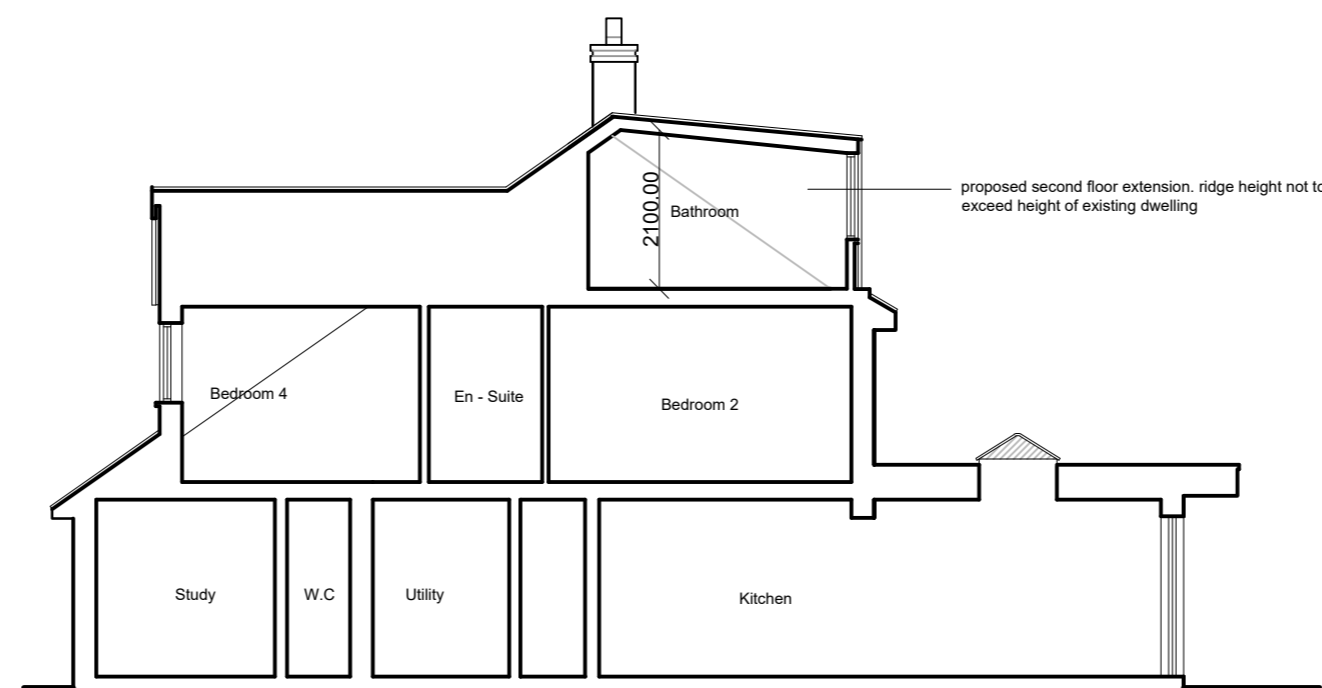 proposed second floor extension. ridge height not to
exceed height of existing dwelling
2100.00
Bathroom
Bedroom 4
En - Suite
Bedroom 2
Study
W.C
Utility
Kitchen